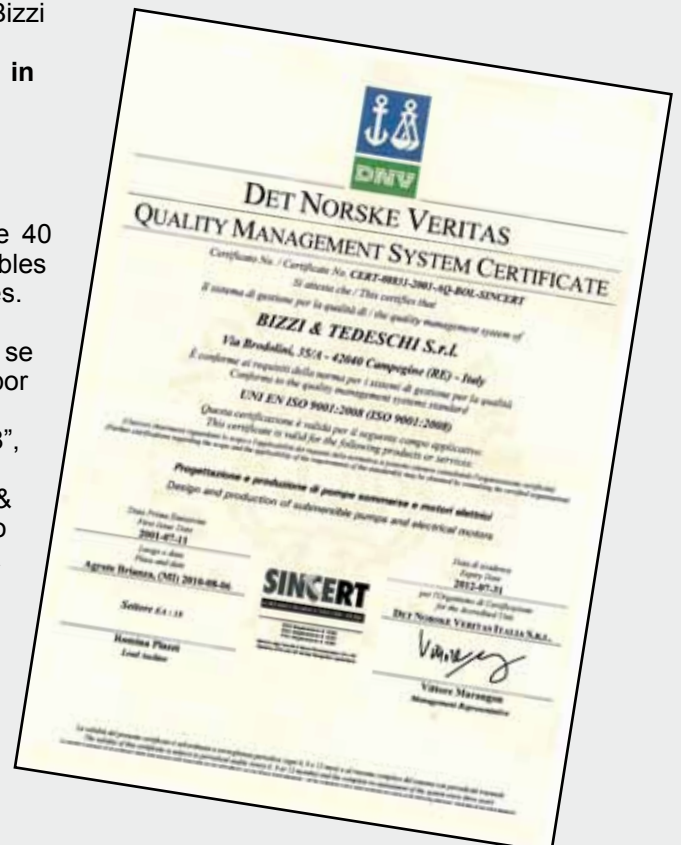 Bizzi
in
e 40
bles
es.
se
por
3”,
&
o
DNV
DET NORSKE VERITAS
QUALITY MANAGEMENT SYSTEM CERTIFICATE
Certificato No. / Certificate No. CERT-08831-2001-AQ-BOL-SINCERT
Si attesta che / This certifies that
Il sistema di gestione per la qualità di / the quality management system of
BIZZI & TEDESCHI S.r.l.
Via Brodolini, 35/A - 42040 Campegine (RE) - Italy
È conforme ai requisiti della norma per i sistemi di gestione per la qualità
Conforms to the quality management systems standard
UNI EN ISO 9001:2008 (ISO 9001:2008)
Questa certificazione è valida per il seguente campo applicativo:
This certificate is valid for the following products or services:
Progettazione e produzione di pompe sommerse e motori elettrici
Design and production of submersible pumps and electrical motors
Data Prima Emissione
First Issue Date
2001-07-11
Luogo e data
Place and date
Agrate Brianza, (MI) 2010-08-06
Settore EA : 18
Lead Auditor
SINCERT
Data di scadenza
Expiry Date
2012-07-31
per l'Organismo di Certificazione
for the Accredited Unit
DET NORSKE VERITAS ITALIA S.R.L.
Vittore Marangon
Management Representative